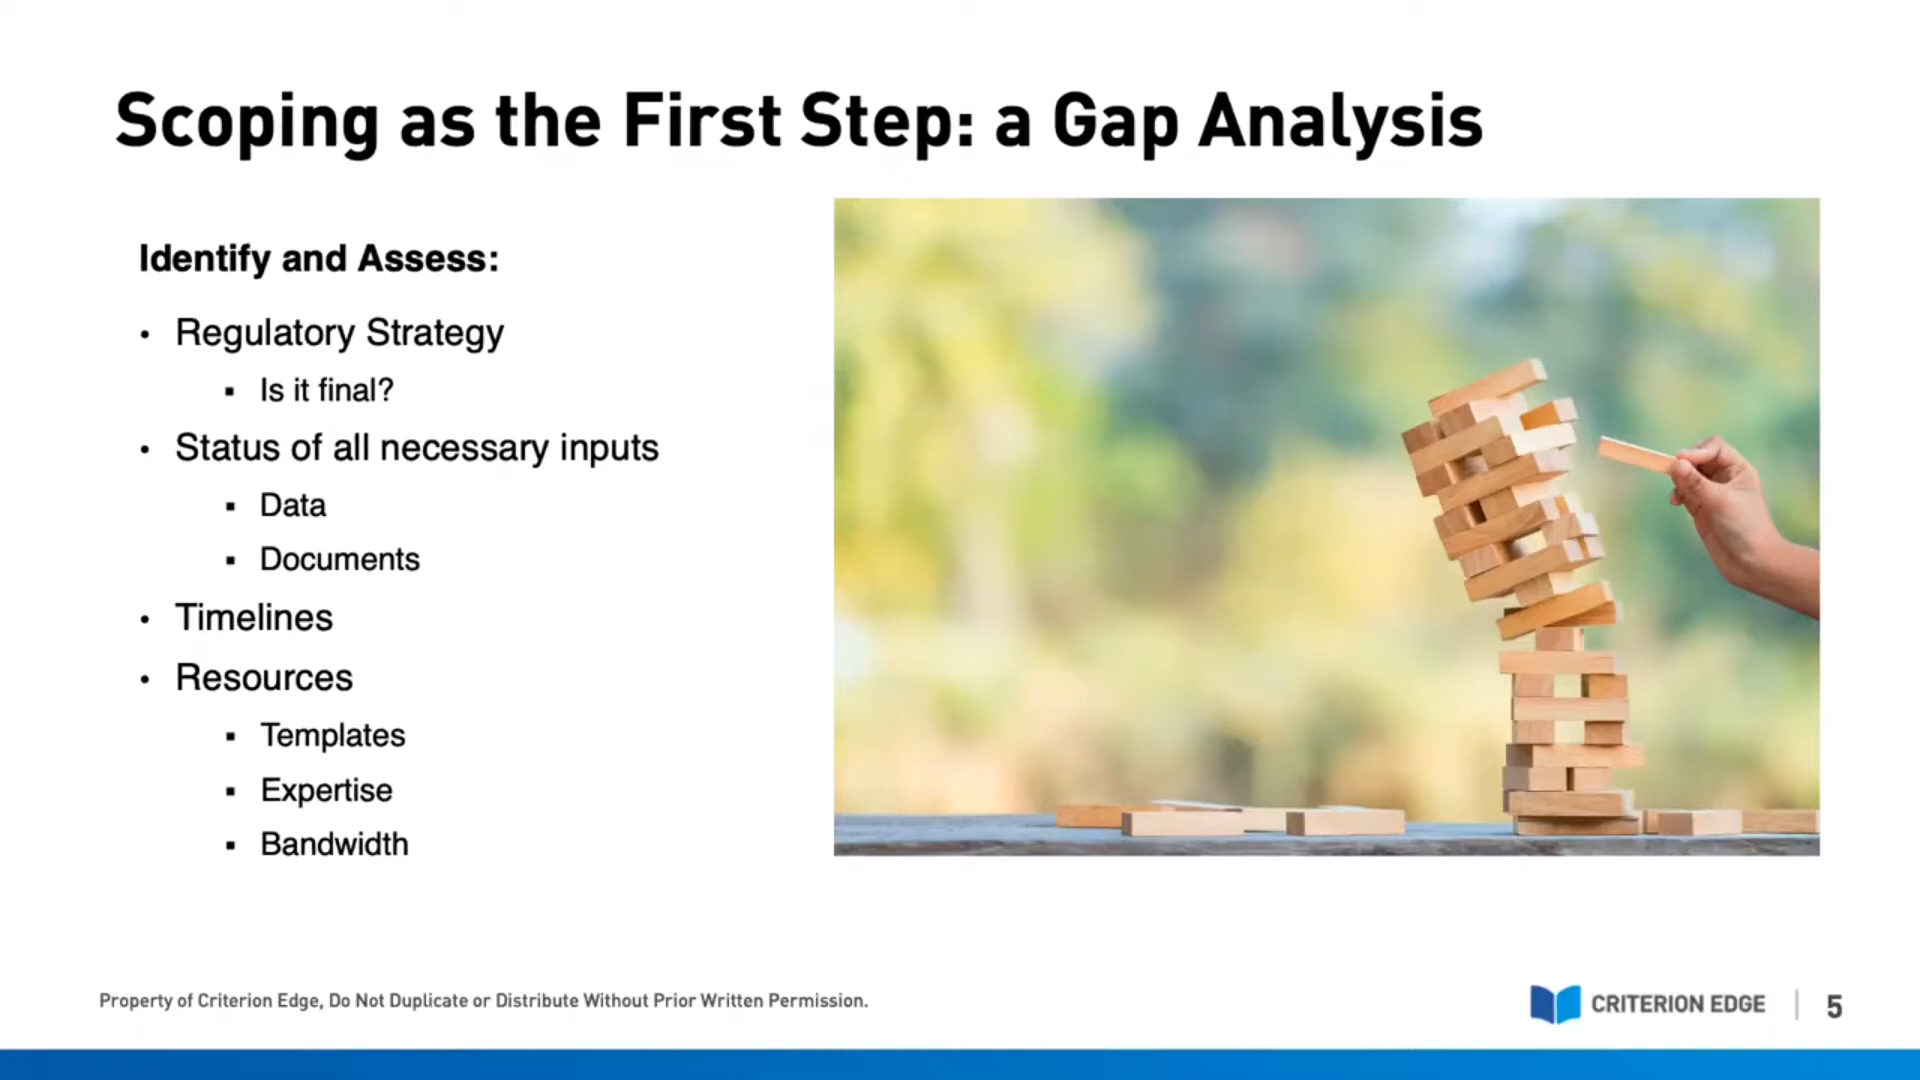 Scoping as the First Step: a Gap Analysis
Identify and Assess:
• Regulatory Strategy
▪ Is it final?
• Status of all necessary inputs
▪ Data
▪ Documents
• Timelines
• Resources
▪ Templates
▪ Expertise
▪ Bandwidth
Property of Criterion Edge, Do Not Duplicate or Distribute Without Prior Written Permission.
CRITERION EDGE | 5